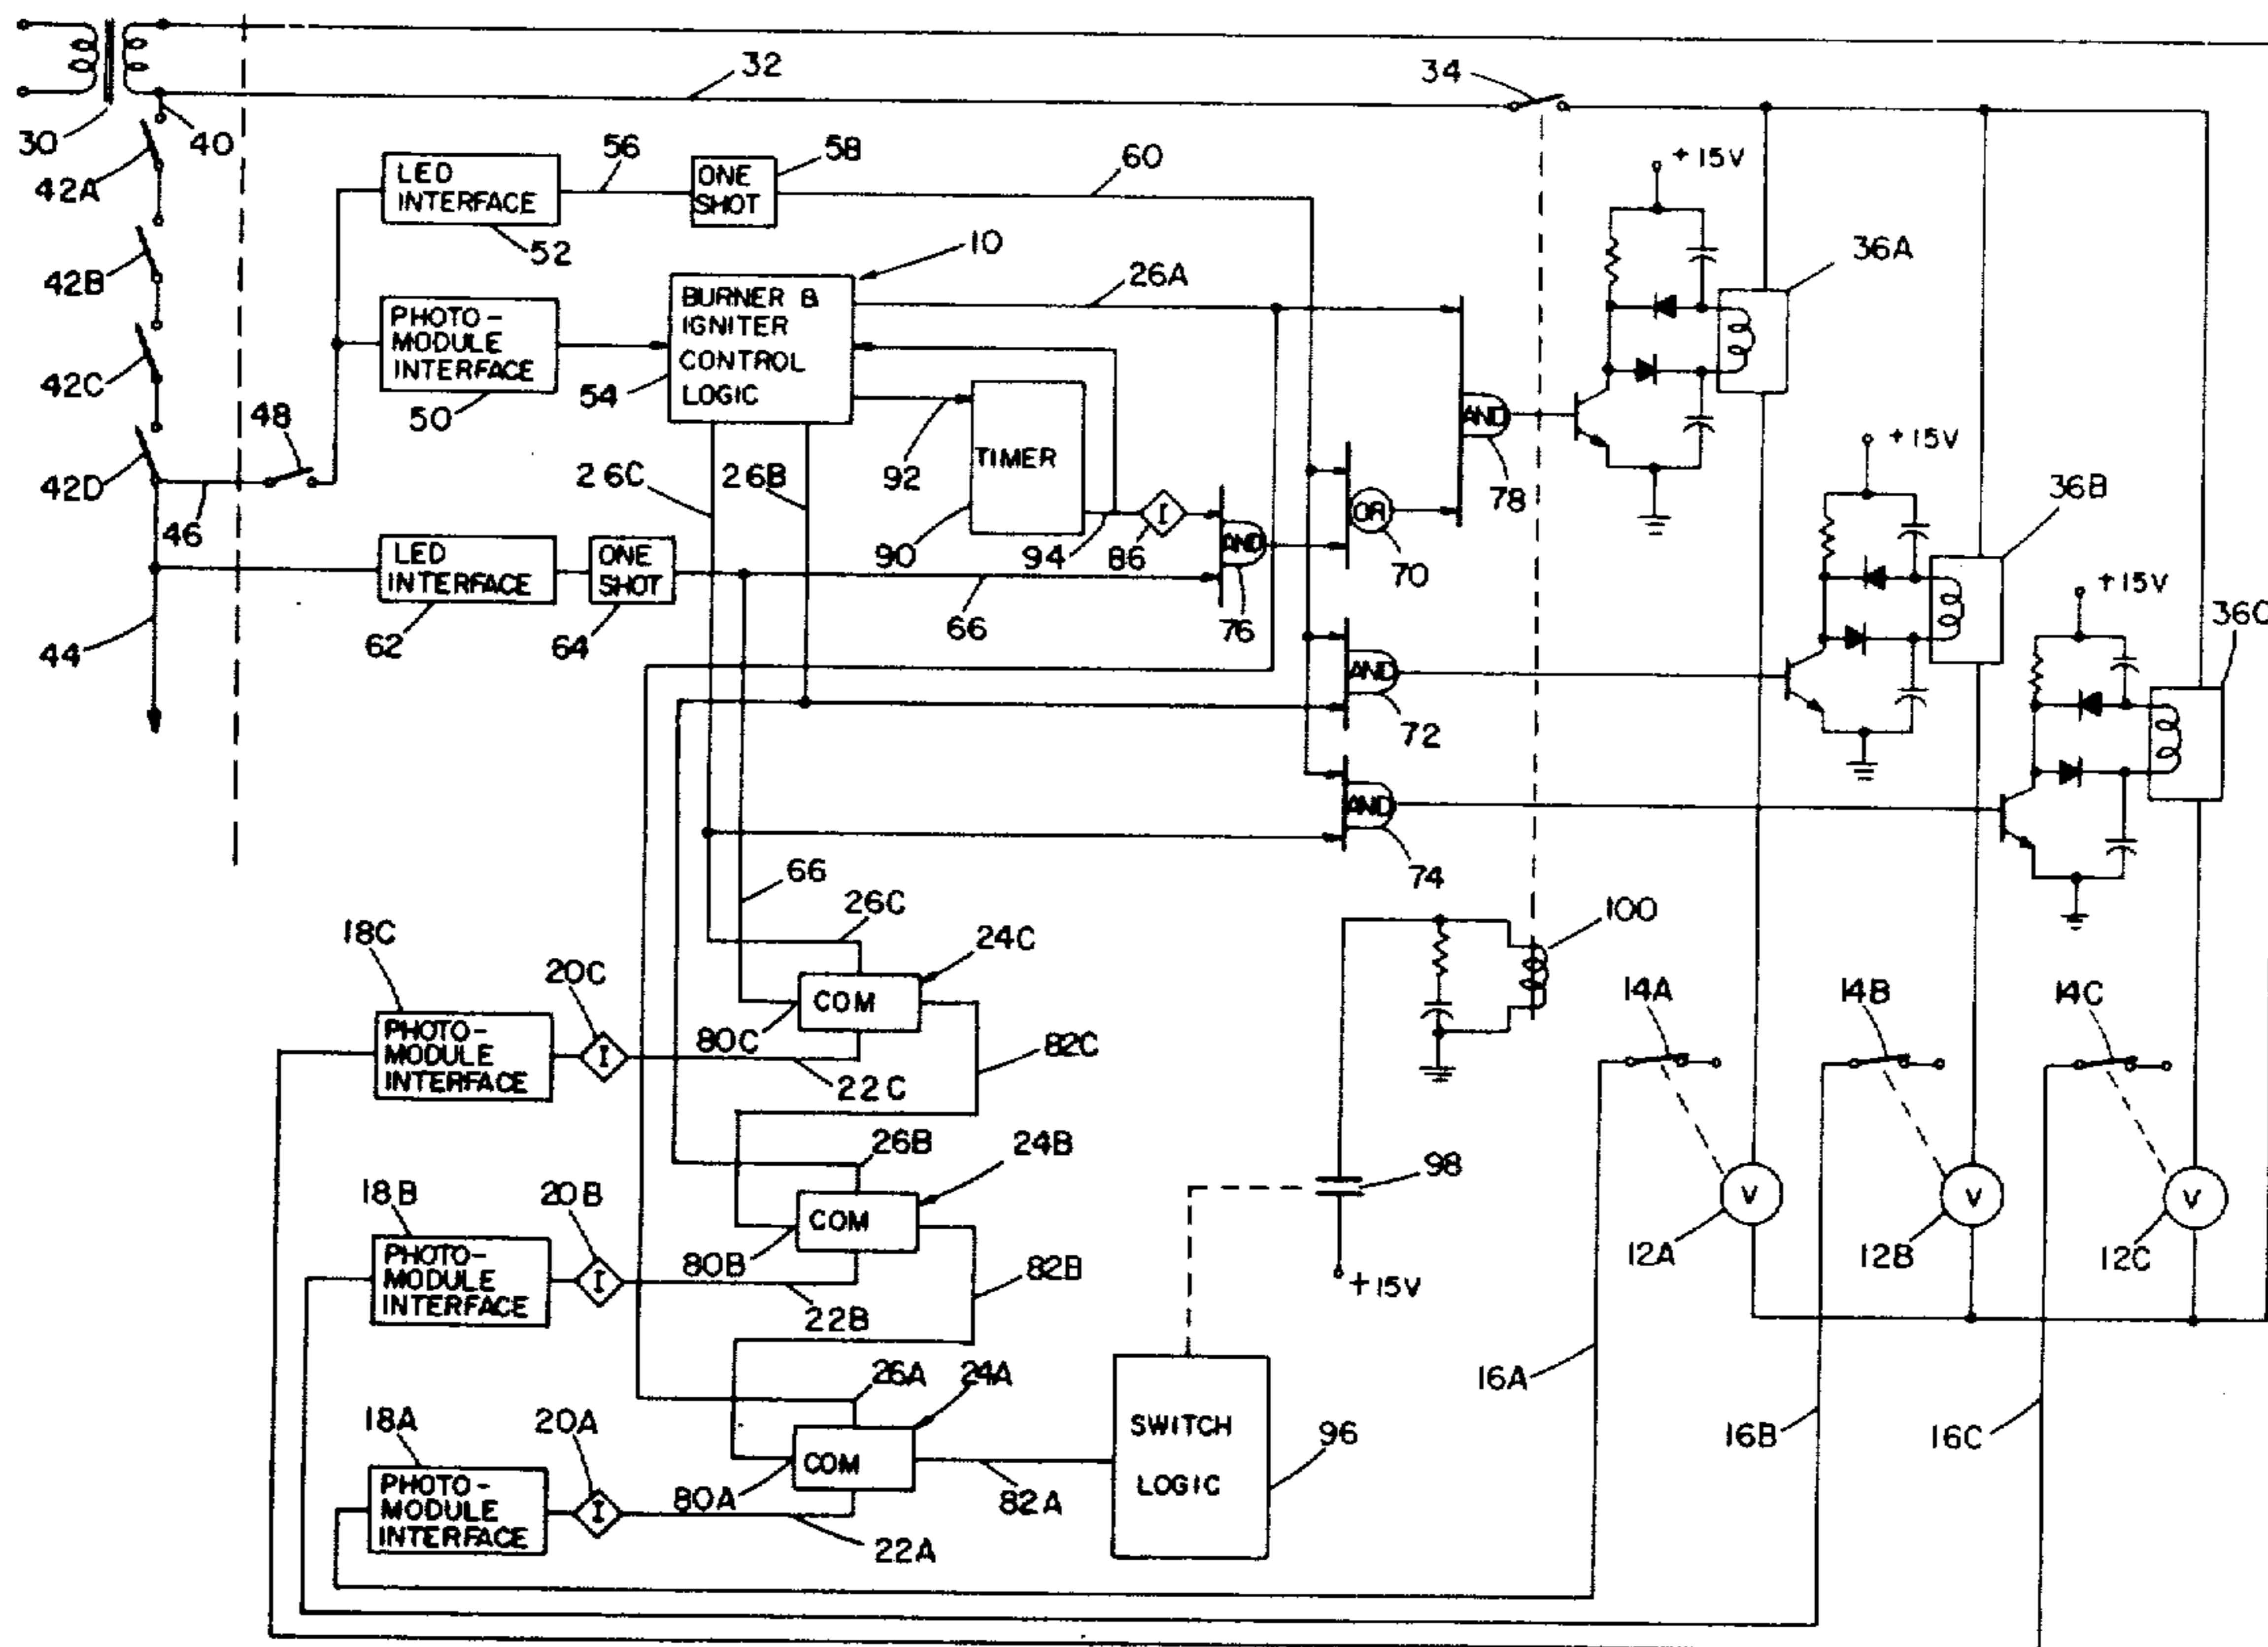 32
34
30
40
42A
LED
INTERFACE
52
56
ONE
SHOT
58
60
+15V
36A
42B
10
BURNER &
IGNITER
CONTROL
LOGIC
54
26A
PHOTO-
MODULE
INTERFACE
50
42C
48
42D
46
26C
26B
92
TIMER
90
94
I
86
AND
76
OR
70
AND
78
+15V
36B
LED
INTERFACE
62
ONE
SHOT
64
66
44
AND
72
+15V
36C
AND
74
66
26C
24C
100
18C
PHOTO-
MODULE
INTERFACE
20C
I
COM
80C
22C
82C
14A
14B
14C
26B
24B
98
18B
PHOTO-
MODULE
INTERFACE
20B
I
COM
80B
22B
82B
+15V
V
12A
V
12B
V
12C
26A
24A
18A
PHOTO-
MODULE
INTERFACE
20A
I
COM
80A
22A
82A
SWITCH
LOGIC
96
16A
16B
16C